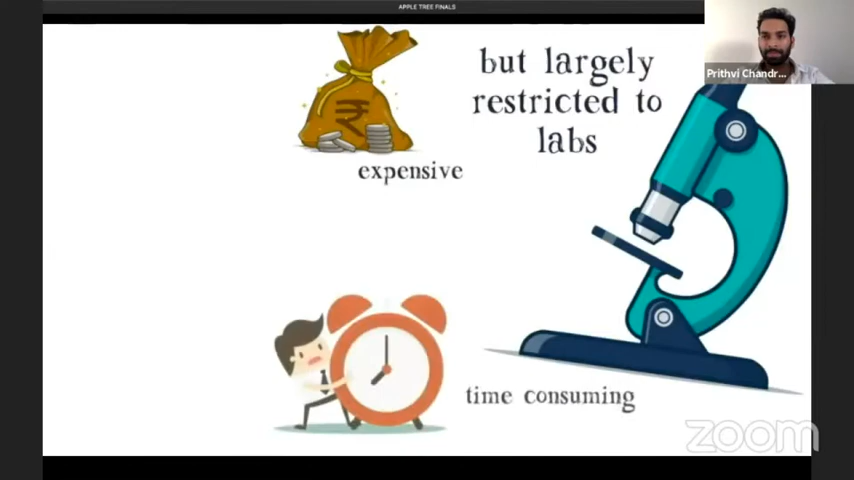 APPLE TREE FINALS
but largely
restricted to
labs
Prithvi Chandr...
₹
expensive
time consuming
zoom